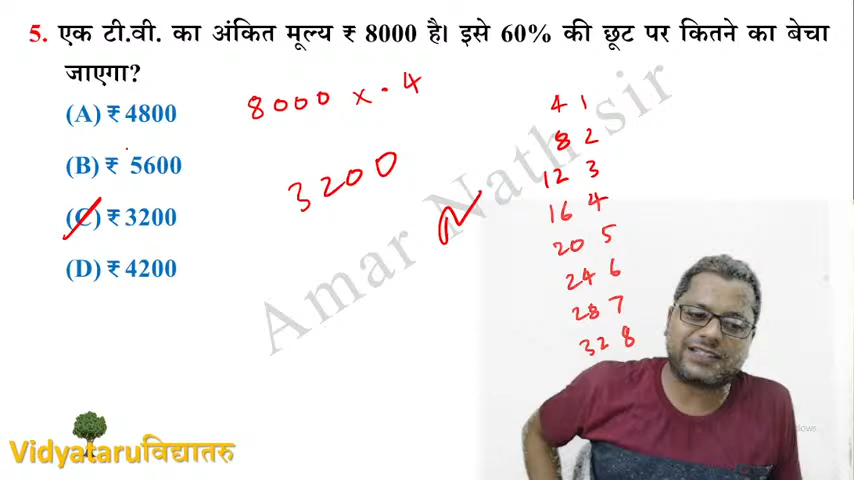 5. एक टी.वी. का अंकित मूल्य ₹ 8000 है। इसे 60% की छूट पर कितने का बेचा
जाएगा?
(A) ₹ 4800
(B) ₹ 5600
(C) ₹ 3200
(D) ₹ 4200
8000 x .4
3200
4 1
8 2
12 3
16 4
20 5
24 6
28 7
32 8
Amar Nath sir
Vidyataruविद्यातरु